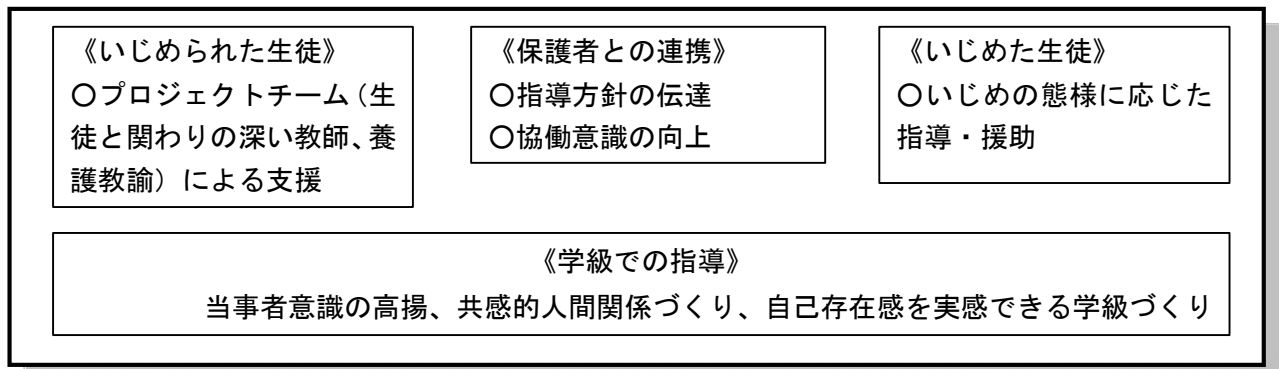 《いじめられた生徒》
〇プロジェクトチーム（生
徒と関わりの深い教師、養
護教諭）による支援
《保護者との連携》
〇指導方針の伝達
〇協働意識の向上
《いじめた生徒》
〇いじめの態様に応じた
指導・援助
《学級での指導》
当事者意識の高揚、共感的人間関係づくり、自己存在感を実感できる学級づくり